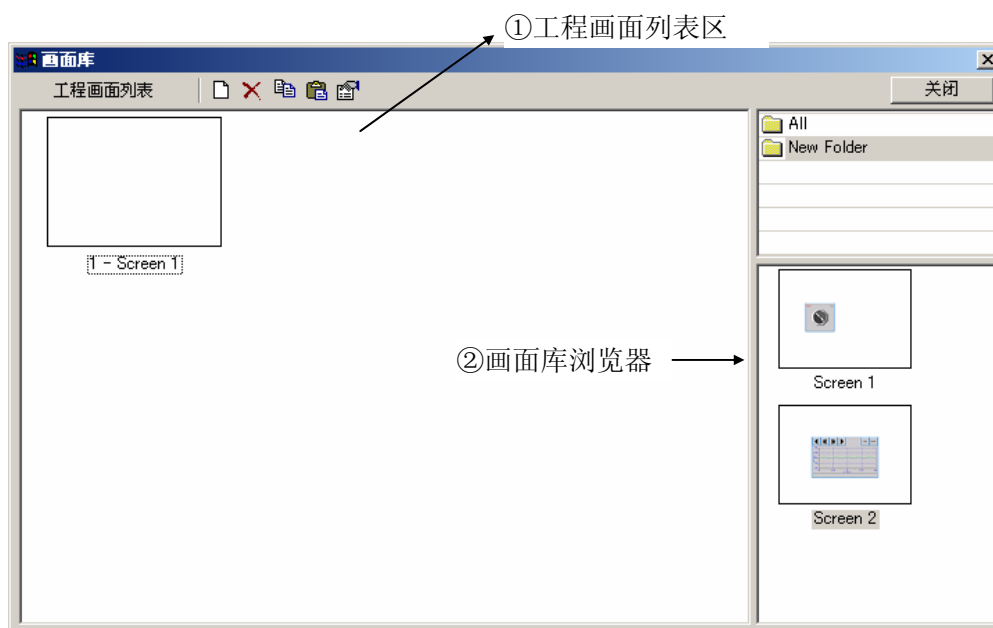 ①工程画面列表区
画面库
工程画面列表
关闭
All
New Folder
1 - Screen 1
Screen 1
②画面库浏览器
Screen 2